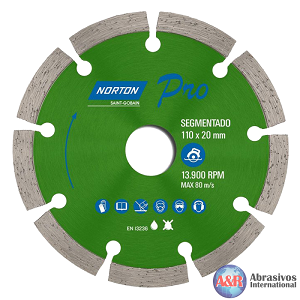 NORTON
SAINT-GOBAIN
Pro
SEGMENTADO
110 x 20 mm
13.900 RPM
MAX 80 m/s
EN 13236
A&R Abrasivos
International